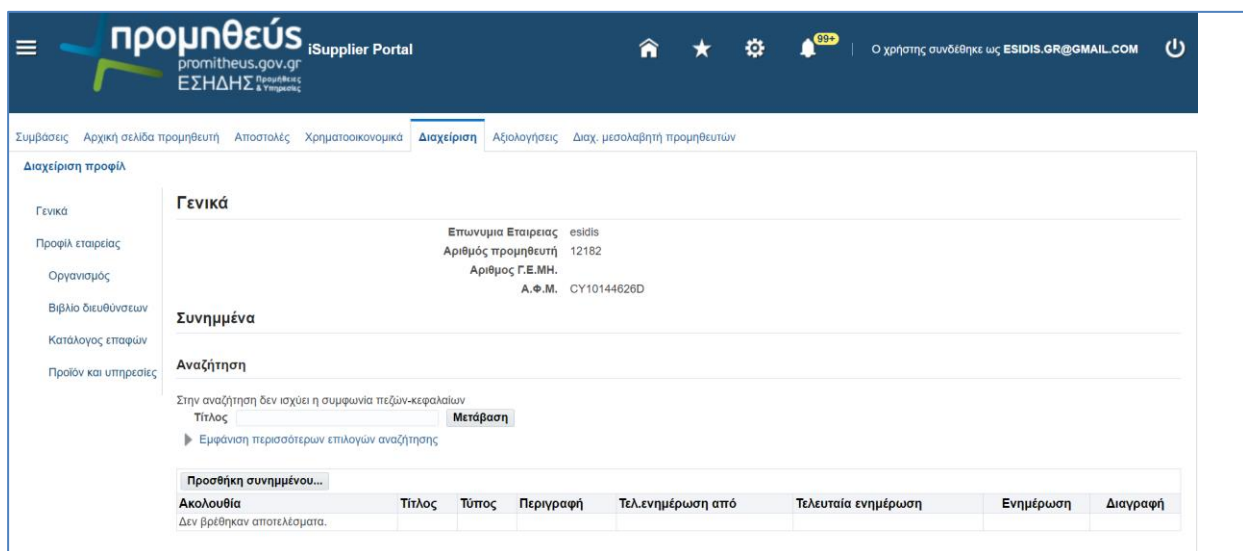 προμηθεύς
iSupplier Portal
promitheus.gov.gr
ΕΣΗΔΗΣ Προμήθειες & Υπηρεσίες
99+
Ο χρήστης συνδέθηκε ως ESIDIS.GR@GMAIL.COM
Συμβάσεις Αρχική σελίδα προμηθευτή Αποστολές Χρηματοοικονομικά Διαχείριση Αξιολογήσεις Διαχ. μεσολαβητή προμηθευτών
Διαχείριση προφίλ
Γενικά
Προφίλ εταιρείας
Οργανισμός
Βιβλίο διευθύνσεων
Κατάλογος επαφών
Προϊόν και υπηρεσίες
Γενικά
Επωνυμια Εταιρειας esidis
Αριθμός προμηθευτή 12182
Αριθμος Γ.Ε.ΜΗ.
Α.Φ.Μ. CY10144626D
Συνημμένα
Αναζήτηση
Στην αναζήτηση δεν ισχύει η συμφωνία πεζών-κεφαλαίων
Τίτλος Μετάβαση
Εμφάνιση περισσότερων επιλογών αναζήτησης
Προσθήκη συνημμένου...
Ακολουθία Τίτλος Τύπος Περιγραφή Τελ.ενημέρωση από Τελευταία ενημέρωση Ενημέρωση Διαγραφή
Δεν βρέθηκαν αποτελέσματα.